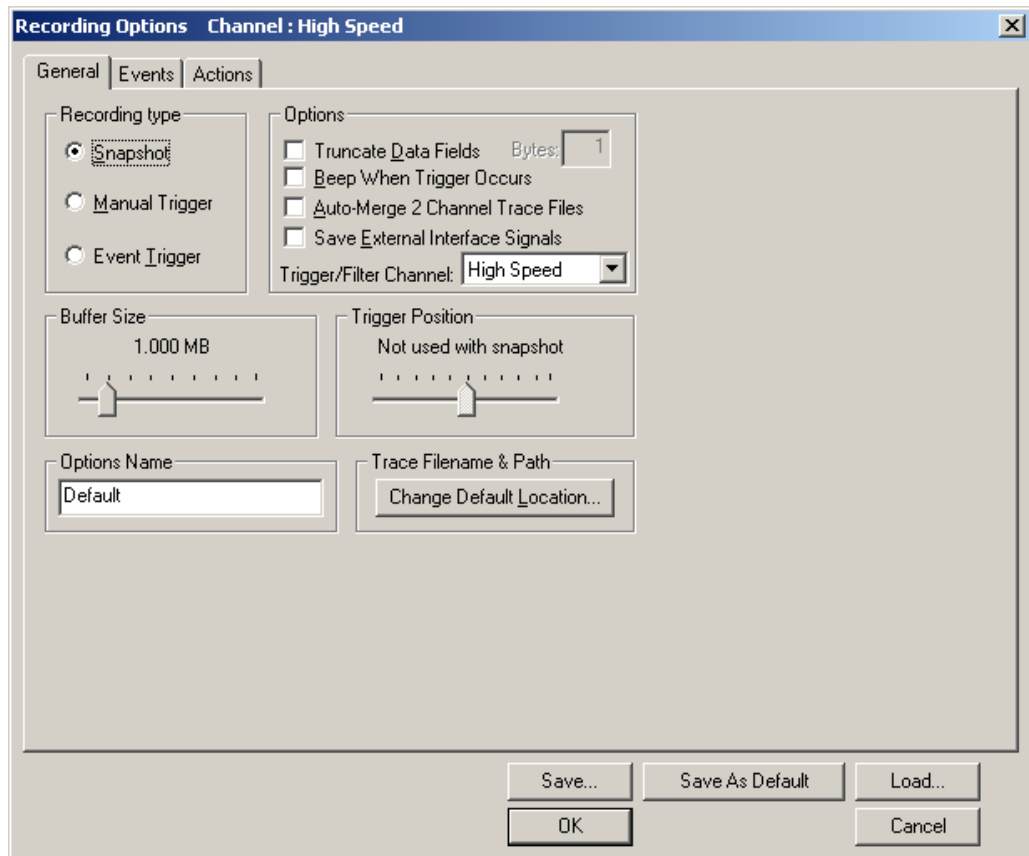 Recording Options Channel : High Speed
General Events Actions
Recording type
Snapshot
Manual Trigger
Event Trigger
Options
Truncate Data Fields Bytes: 1
Beep When Trigger Occurs
Auto-Merge 2 Channel Trace Files
Save External Interface Signals
Trigger/Filter Channel: High Speed
Buffer Size
1.000 MB
Trigger Position
Not used with snapshot
Options Name
Default
Trace Filename & Path
Change Default Location...
Save... Save As Default Load...
OK Cancel